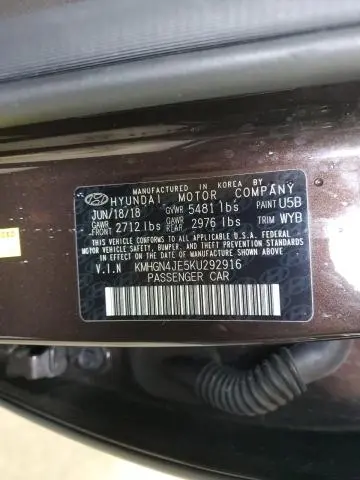 MANUFACTURED IN KOREA BY
HYUNDAI MOTOR COMPANY
JUN/18/18 GVWR 5481 lbs PAINT U5B
GAWR FRONT 2712 lbs GAWR REAR 2976 lbs TRIM WYB
THIS VEHICLE CONFORMS TO ALL APPLICABLE
FEDERAL MOTOR VEHICLE SAFETY, BUMPER,
AND THEFT PREVENTION STANDARDS IN EFFECT ON
THE DATE OF MANUFACTURE SHOWN ABOVE.
V.I.N KMHGN4JE5KU292916
PASSENGER CAR